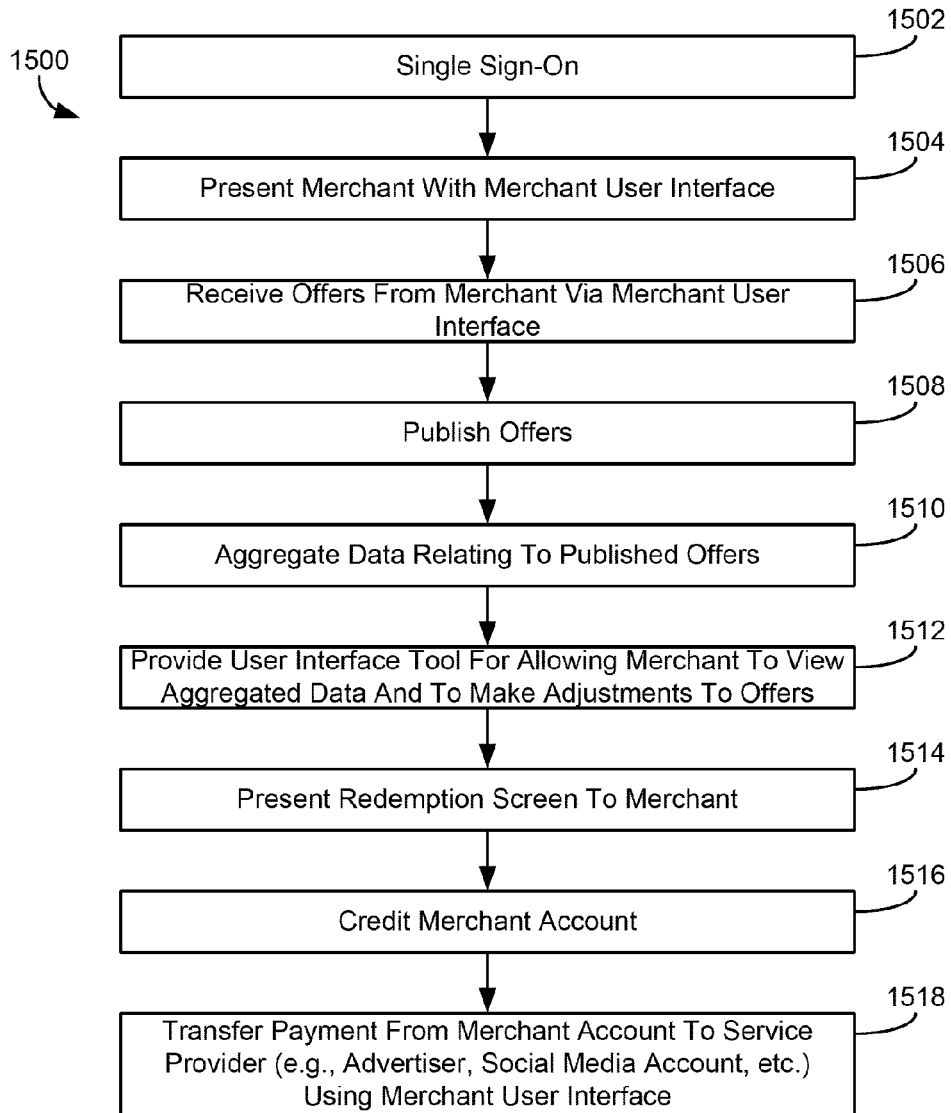 1500
1502
Single Sign-On
1504
Present Merchant With Merchant User Interface
1506
Receive Offers From Merchant Via Merchant User
Interface
1508
Publish Offers
1510
Aggregate Data Relating To Published Offers
1512
Provide User Interface Tool For Allowing Merchant To View
Aggregated Data And To Make Adjustments To Offers
1514
Present Redemption Screen To Merchant
1516
Credit Merchant Account
1518
Transfer Payment From Merchant Account To Service
Provider (e.g., Advertiser, Social Media Account, etc.)
Using Merchant User Interface